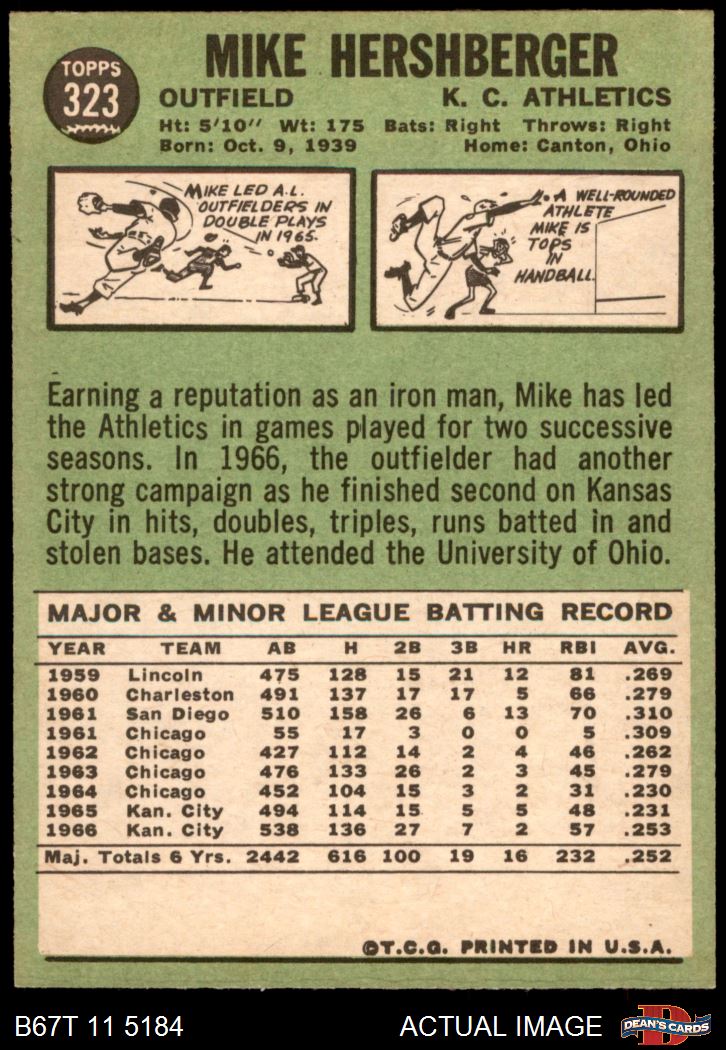 TOPPS
323
MIKE HERSHBERGER
OUTFIELD K. C. ATHLETICS
Ht: 5'10" Wt: 175 Bats: Right Throws: Right
Born: Oct. 9, 1939 Home: Canton, Ohio
MIKE LED A.L.
OUTFIELDERS IN
DOUBLE PLAYS
IN 1965.
A WELL-ROUNDED
ATHLETE
MIKE IS
TOPS
IN
HANDBALL.
Earning a reputation as an iron man, Mike has led
the Athletics in games played for two successive
seasons. In 1966, the outfielder had another
strong campaign as he finished second on Kansas
City in hits, doubles, triples, runs batted in and
stolen bases. He attended the University of Ohio.
MAJOR & MINOR LEAGUE BATTING RECORD
YEAR TEAM AB H 2B 3B HR RBI AVG.
1959 Lincoln 475 128 15 21 12 81 .269
1960 Charleston 491 137 17 17 5 66 .279
1961 San Diego 510 158 26 6 13 70 .310
1961 Chicago 55 17 3 0 0 5 .309
1962 Chicago 427 112 14 2 4 46 .262
1963 Chicago 476 133 26 2 3 45 .279
1964 Chicago 452 104 15 3 2 31 .230
1965 Kan. City 494 114 15 5 5 48 .231
1966 Kan. City 538 136 27 7 2 57 .253
Maj. Totals 6 Yrs. 2442 616 100 19 16 232 .252
©T.C.G. PRINTED IN U.S.A.
B67T 11 5184 ACTUAL IMAGE
D
DEAN'S CARDS